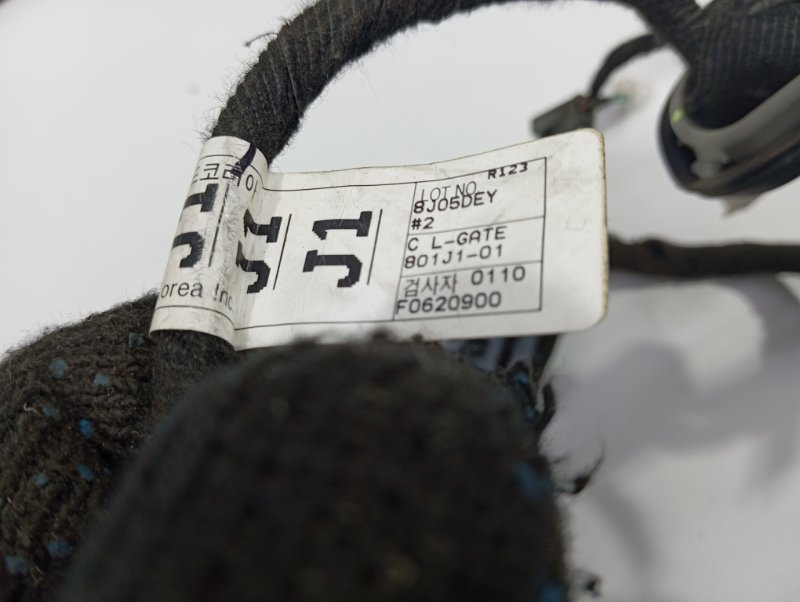 코리아
J1
orea Inc.
J1
J1
R123
LOT NO
8J05DEY
#2
C L-GATE
801J1-01
검사자 0110
F0620900